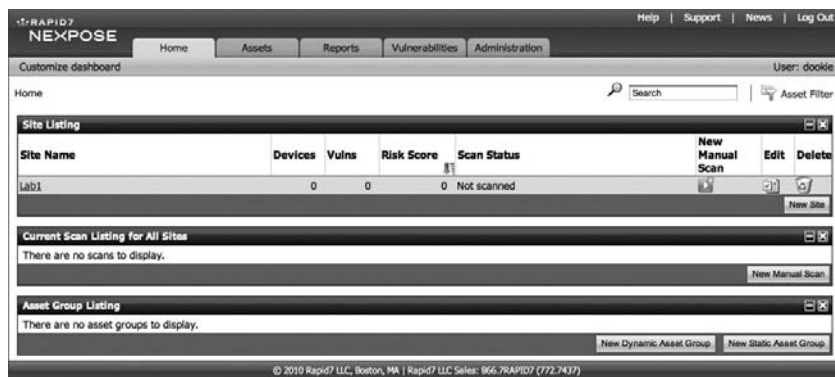 RAPID7
NEXPOSE
Help | Support | News | Log Out
Home Assets Reports Vulnerabilities Administration
Customize dashboard User: dookie
Home Search Asset Filter
Site Listing
Site Name Devices Vulns Risk Score Scan Status New Manual Scan Edit Delete
Lab1 0 0 0 Not scanned
New Site
Current Scan Listing for All Sites
There are no scans to display.
New Manual Scan
Asset Group Listing
There are no asset groups to display.
New Dynamic Asset Group New Static Asset Group
© 2010 Rapid7 LLC, Boston, MA | Rapid7 LLC Sales: 866.7RAPID7 (772.7437)